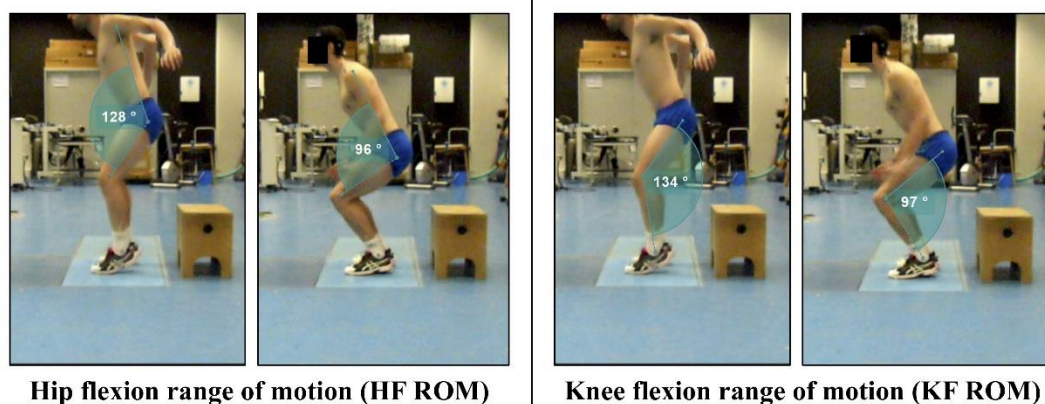 128 °
96 °
134 °
97 °
Hip flexion range of motion (HF ROM)
Knee flexion range of motion (KF ROM)